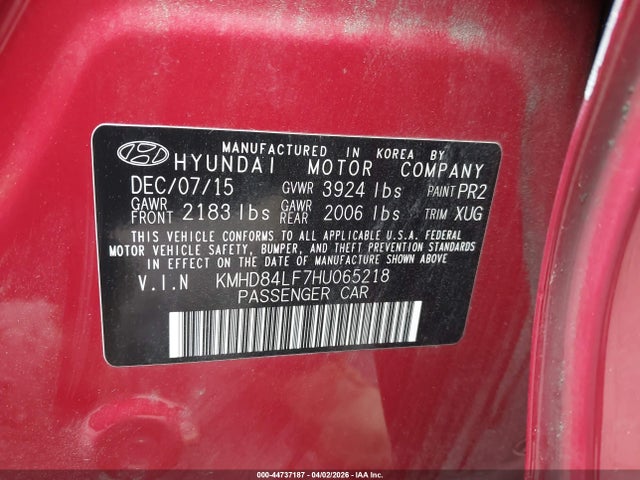 MANUFACTURED IN KOREA BY
HYUNDAI MOTOR COMPANY
DEC/07/15 GVWR 3924 lbs PAINT PR2
GAWR FRONT 2183 lbs GAWR REAR 2006 lbs TRIM XUG
THIS VEHICLE CONFORMS TO ALL APPLICABLE U.S.A. FEDERAL
MOTOR VEHICLE SAFETY, BUMPER, AND THEFT PREVENTION STANDARDS
IN EFFECT ON THE DATE OF MANUFACTURE SHOWN ABOVE.
V.I.N KMHD84LF7HU065218
PASSENGER CAR
000-44737187 - 04/02/2026 - IAA Inc.